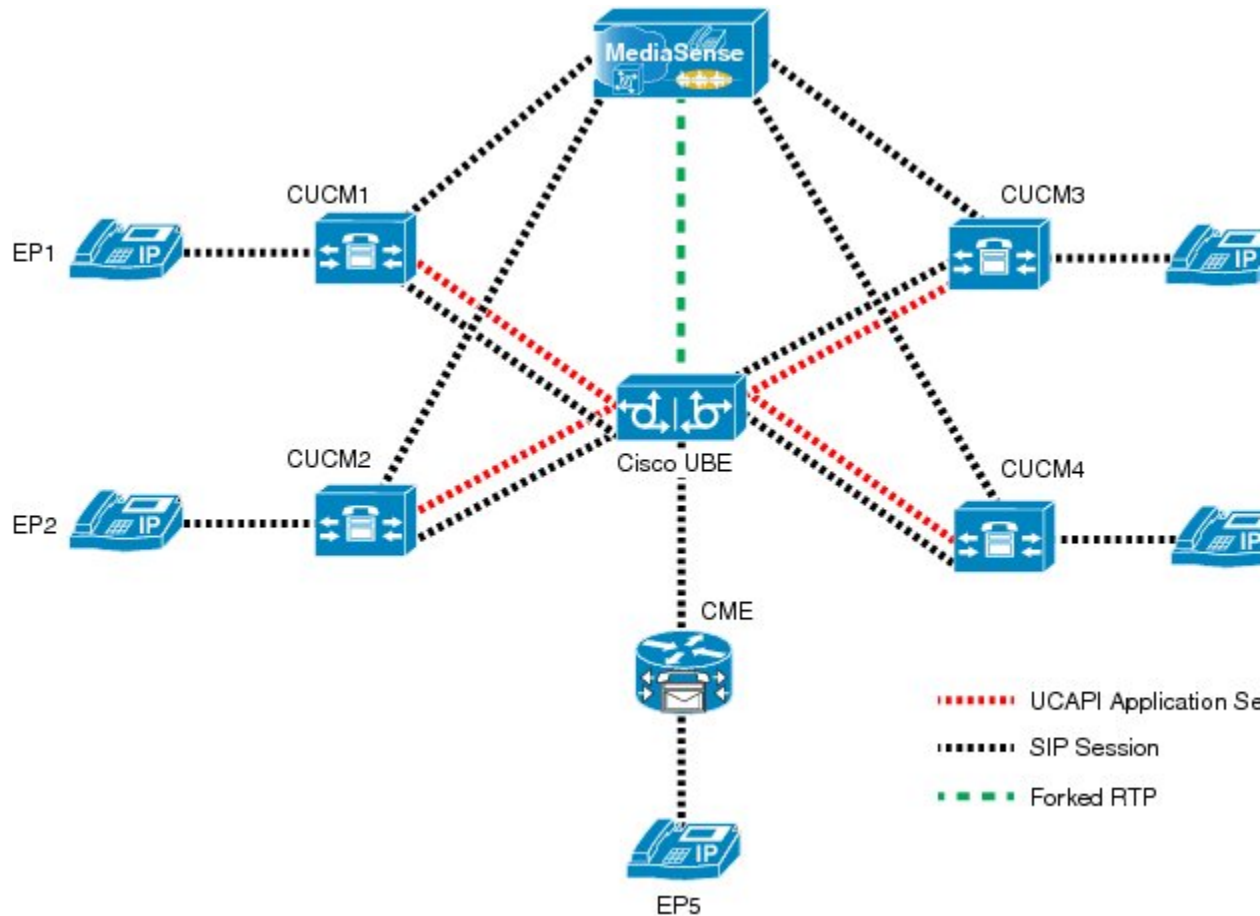 MediaSense
CUCM1
CUCM3
EP1
IP
IP
Cisco UBE
CUCM2
CUCM4
EP2
IP
IP
CME
UCAPI Application Se
SIP Session
Forked RTP
IP
EP5